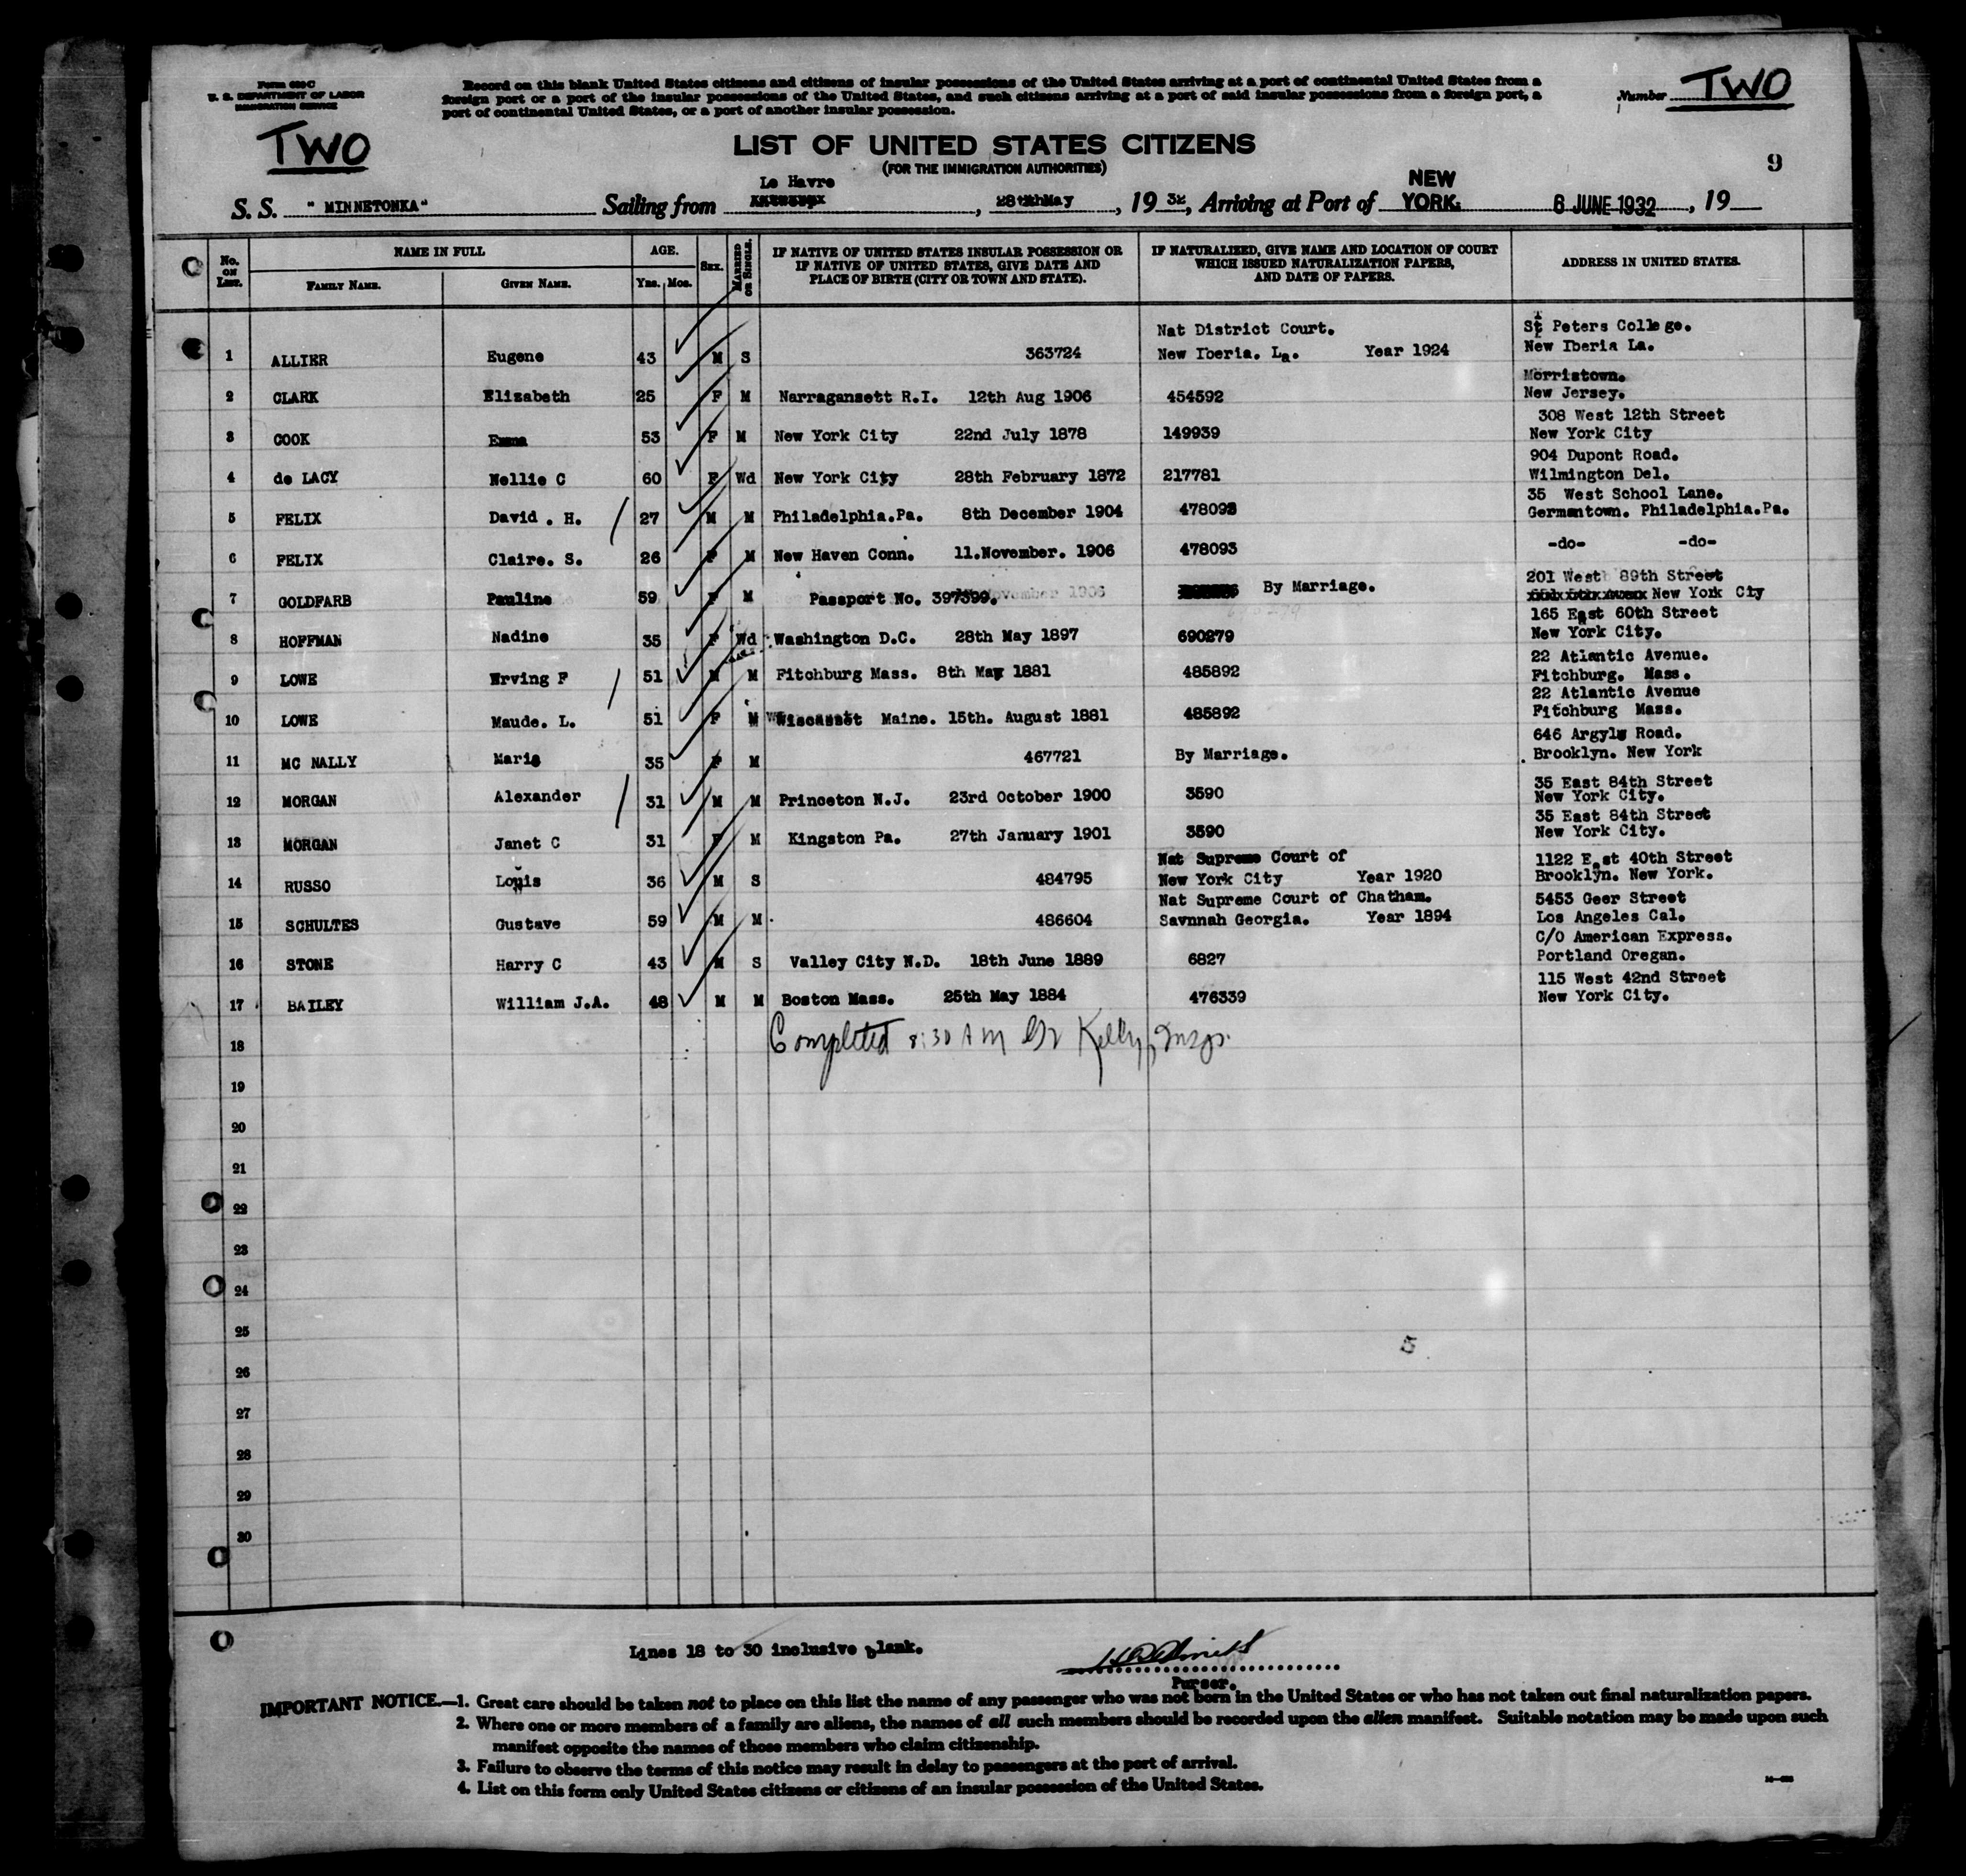 Form 630-C
U. S. DEPARTMENT OF LABOR
IMMIGRATION SERVICE
Record on this blank United States citizens and citizens of insular possessions of the United States arriving at a port of continental United States from a
foreign port or a port of the insular possessions of the United States, and such citizens arriving at a port of said insular possessions from a foreign port, a
port of continental United States, or a port of another insular possession.
Number TWO
TWO
LIST OF UNITED STATES CITIZENS
(FOR THE IMMIGRATION AUTHORITIES)
9
Le Havre
NEW
S. S. "MINNETONKA" Sailing from , 28th May , 19 32, Arriving at Port of YORK. 6 JUNE 1932 , 19
No. ON LIST. NAME IN FULL FAMILY NAME. GIVEN NAME. AGE. YRS. MOS. SEX. MARRIED OR SINGLE. IF NATIVE OF UNITED STATES INSULAR POSSESSION OR IF NATIVE OF UNITED STATES, GIVE DATE AND PLACE OF BIRTH (CITY OR TOWN AND STATE). IF NATURALIZED, GIVE NAME AND LOCATION OF COURT WHICH ISSUED NATURALIZATION PAPERS, AND DATE OF PAPERS. ADDRESS IN UNITED STATES.
Nat District Court. St Peters College.
1 ALLIER Eugene 43 M S 363724 New Iberia. La. Year 1924 New Iberia La.
Morristown.
2 CLARK Elizabeth 25 F M Narragansett R.I. 12th Aug 1906 454592 New Jersey.
308 West 12th Street
3 COOK Emma 53 F M New York City 22nd July 1878 149939 New York City
904 Dupont Road.
4 de LACY Nellie C 60 F Wd New York City 28th February 1872 217781 Wilmington Del.
35 West School Lane.
5 FELIX David . H. 27 M M Philadelphia.Pa. 8th December 1904 478093 Germantown. Philadelphia.Pa.
6 FELIX Claire. S. 26 F M New Haven Conn. 11.November. 1906 478093 -do- -do-
201 West 89th Street
7 GOLDFARB Pauline 59 F M Passport No. 397399. By Marriage. New York Cty
165 East 60th Street
8 HOFFMAN Nadine 35 F Wd Washington D.C. 28th May 1897 690279 New York City.
22 Atlantic Avenue.
9 LOWE Erving F 51 M M Fitchburg Mass. 8th May 1881 485892 Fitchburg. Mass.
22 Atlantic Avenue
10 LOWE Maude. L. 51 F M Wiscasset Maine. 15th. August 1881 485892 Fitchburg Mass.
646 Argyle Road.
11 MC NALLY Marie 35 F M 467721 By Marriage. Brooklyn. New York
35 East 84th Street
12 MORGAN Alexander 31 M M Princeton N.J. 23rd October 1900 3590 New York City.
35 East 84th Street
13 MORGAN Janet C 31 F M Kingston Pa. 27th January 1901 3590 New York City.
Nat Supreme Court of 1122 East 40th Street
14 RUSSO Louis 36 M S 484795 New York City Year 1920 Brooklyn. New York.
Nat Supreme Court of Chatham. 5453 Geer Street
15 SCHULTES Gustave 59 M M 486604 Savnnah Georgia. Year 1894 Los Angeles Cal.
C/O American Express.
16 STONE Harry C 43 M S Valley City N.D. 18th June 1889 6827 Portland Oregan.
115 West 42nd Street
17 BAILEY William J.A. 48 M M Boston Mass. 25th May 1884 476339 New York City.
18 Completed 8:30 AM Kelly, Inspr.
19
20
21
22
23
24
25
5
26
27
28
29
30
Lines 18 to 30 inclusive blank.
Purser.
IMPORTANT NOTICE.—1. Great care should be taken not to place on this list the name of any passenger who was not born in the United States or who has not taken out final naturalization papers.
2. Where one or more members of a family are aliens, the names of all such members should be recorded upon the alien manifest. Suitable notation may be made upon such
manifest opposite the names of those members who claim citizenship.
3. Failure to observe the terms of this notice may result in delay to passengers at the port of arrival.
4. List on this form only United States citizens or citizens of an insular possession of the United States.